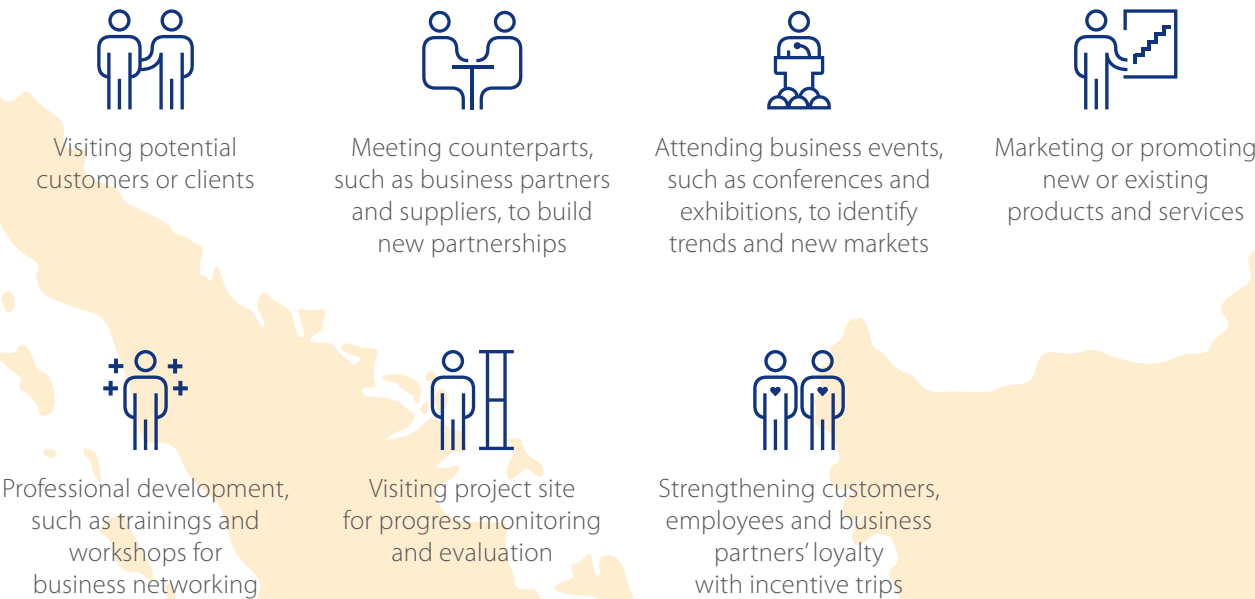 Visiting potential
customers or clients
Meeting counterparts,
such as business partners
and suppliers, to build
new partnerships
Attending business events,
such as conferences and
exhibitions, to identify
trends and new markets
Marketing or promoting
new or existing
products and services
Professional development,
such as trainings and
workshops for
business networking
Visiting project site
for progress monitoring
and evaluation
Strengthening customers,
employees and business
partners’ loyalty
with incentive trips